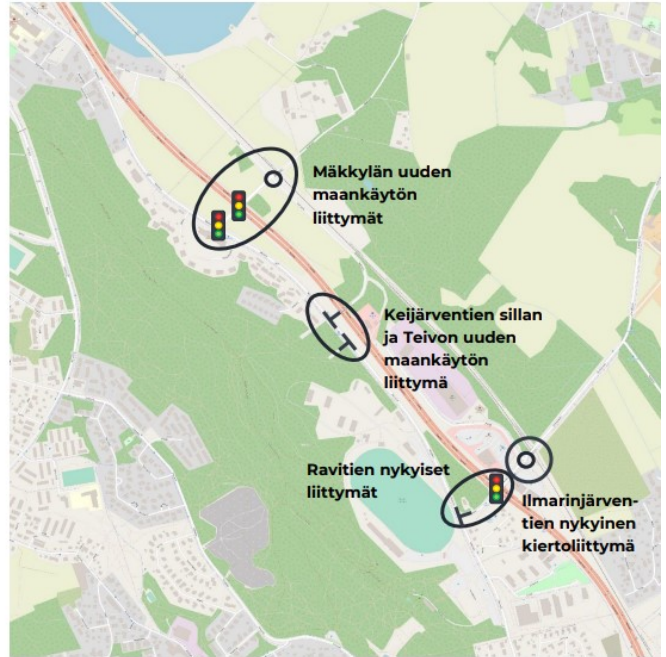 Mäkkylän uuden
maankäytön
liittymät
Keijärventien sillan
ja Teivon uuden
maankäytön
liittymä
Ravitien nykyiset
liittymät
Ilmarinjärven-
tien nykyinen
kiertoliittymä